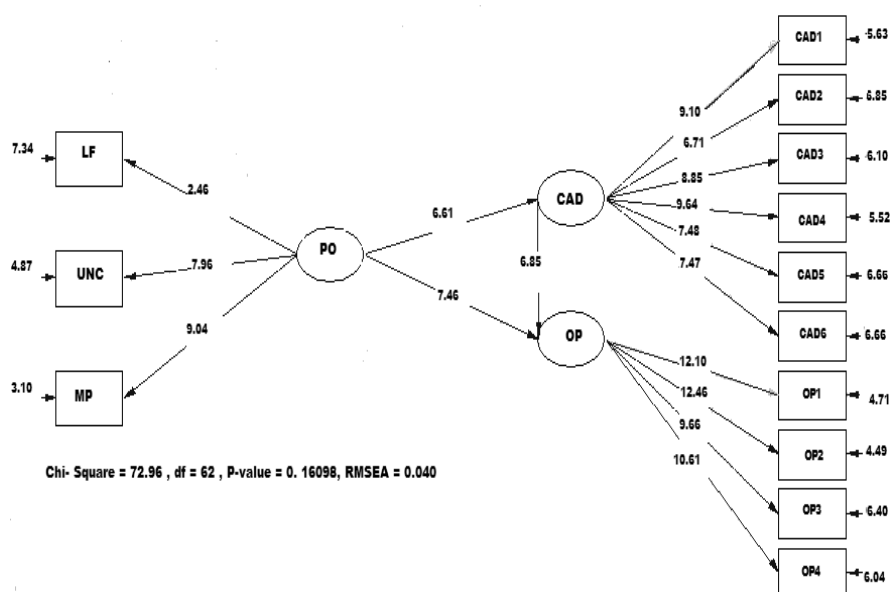 CAD1
5.63
9.10
CAD2
6.85
6.71
7.34
LF
CAD3
6.10
8.85
2.46
CAD
9.64
CAD4
5.52
6.61
7.48
PO
4.87
UNC
7.96
6.85
7.47
CAD5
6.66
7.46
9.04
OP
CAD6
6.66
12.10
3.10
MP
12.46
OP1
4.71
9.66
10.61
OP2
4.49
Chi- Square = 72.96 , df = 62 , P-value = 0. 16098, RMSEA = 0.040
OP3
6.40
OP4
6.04